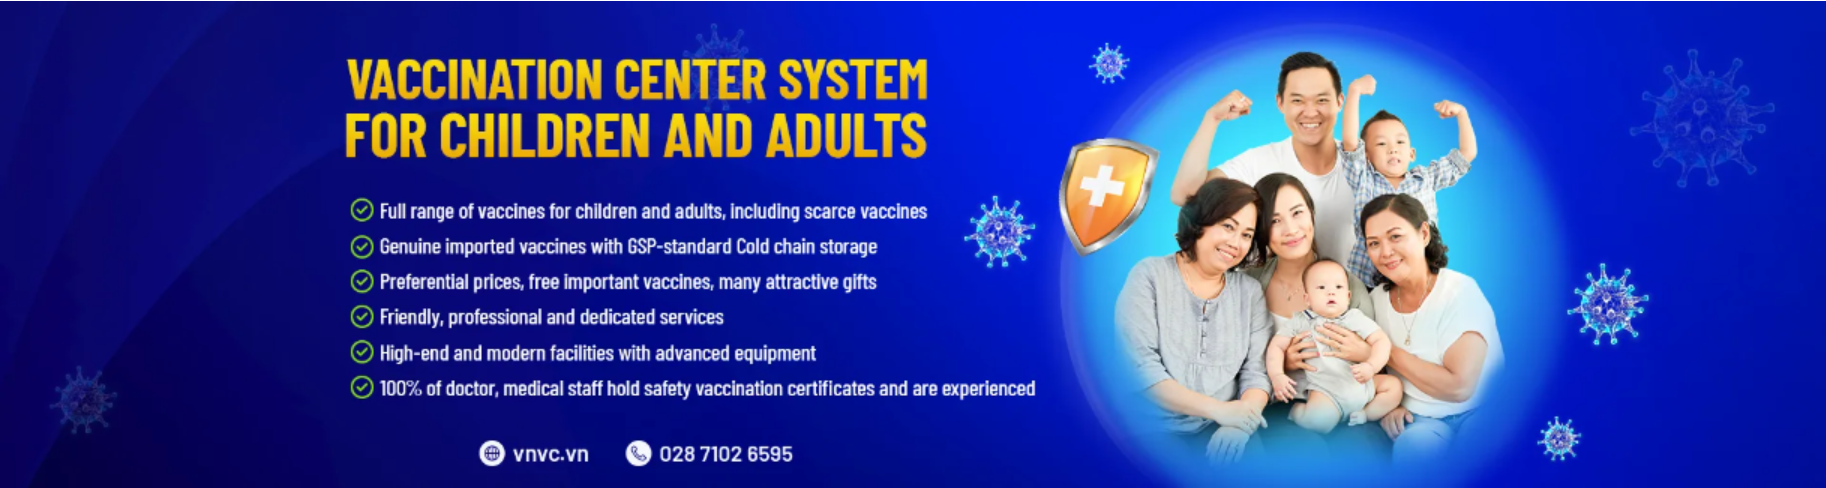 VACCINATION CENTER SYSTEM
FOR CHILDREN AND ADULTS
Full range of vaccines for children and adults, including scarce vaccines
Genuine imported vaccines with GSP-standard Cold chain storage
Preferential prices, free important vaccines, many attractive gifts
Friendly, professional and dedicated services
High-end and modern facilities with advanced equipment
100% of doctor, medical staff hold safety vaccination certificates and are experienced
vnvc.vn 028 7102 6595